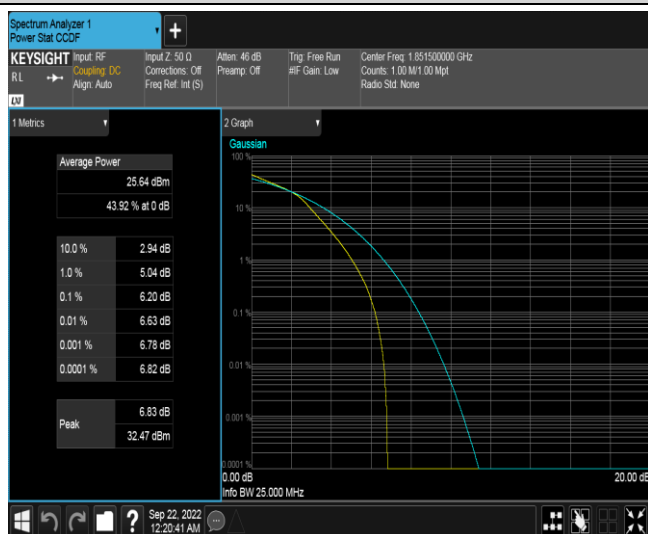 Spectrum Analyzer 1
Power Stat CCDF
+
KEYSIGHT
RL
LXI
Input: RF
Coupling: DC
Align: Auto
Input Z: 50 Ω
Corrections: Off
Freq Ref: Int (S)
Atten: 46 dB
Preamp: Off
Trig: Free Run
#IF Gain: Low
Center Freq: 1.851500000 GHz
Counts: 1.00 M/1.00 Mpt
Radio Std: None
1 Metrics
Average Power
25.64 dBm
43.92 % at 0 dB
10.0 % 2.94 dB
1.0 % 5.04 dB
0.1 % 6.20 dB
0.01 % 6.63 dB
0.001 % 6.78 dB
0.0001 % 6.82 dB
Peak
6.83 dB
32.47 dBm
2 Graph
Gaussian
100 %
10 %
1 %
0.1 %
0.01 %
0.001 %
0.0001 %
0.00 dB
20.00 dB
Info BW 25.000 MHz
?
Sep 22, 2022
12:20:41 AM